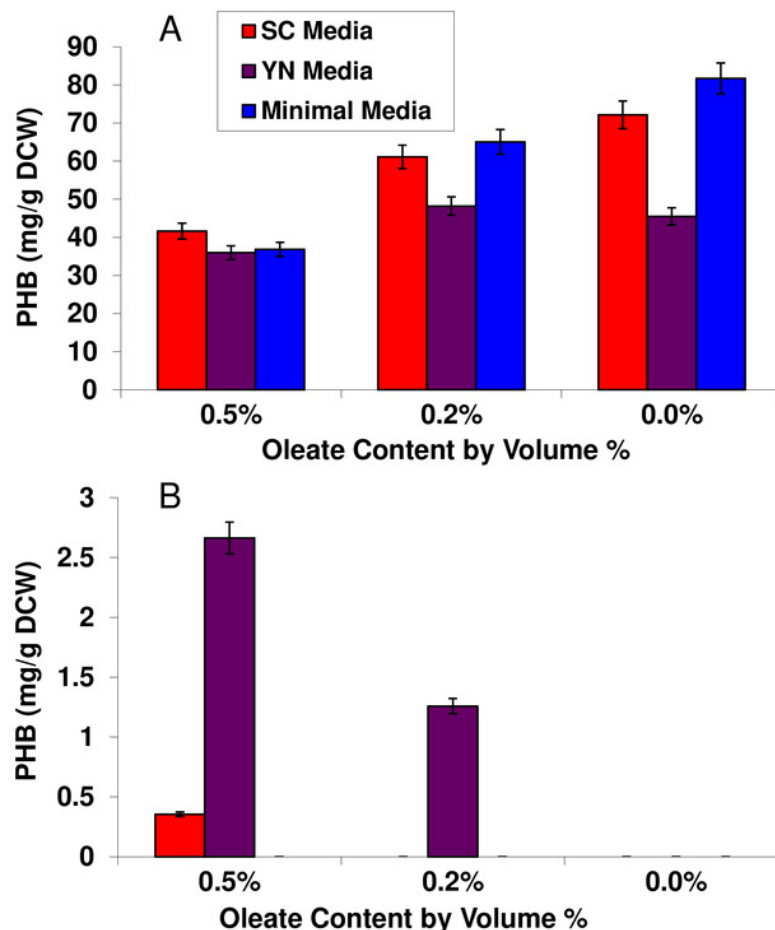 A
SC Media
YN Media
Minimal Media
90
80
70
60
50
40
30
20
10
0
PHB (mg/g DCW)
0.5% 0.2% 0.0%
Oleate Content by Volume %
B
3
2.5
2
1.5
1
0.5
0
PHB (mg/g DCW)
0.5% 0.2% 0.0%
Oleate Content by Volume %